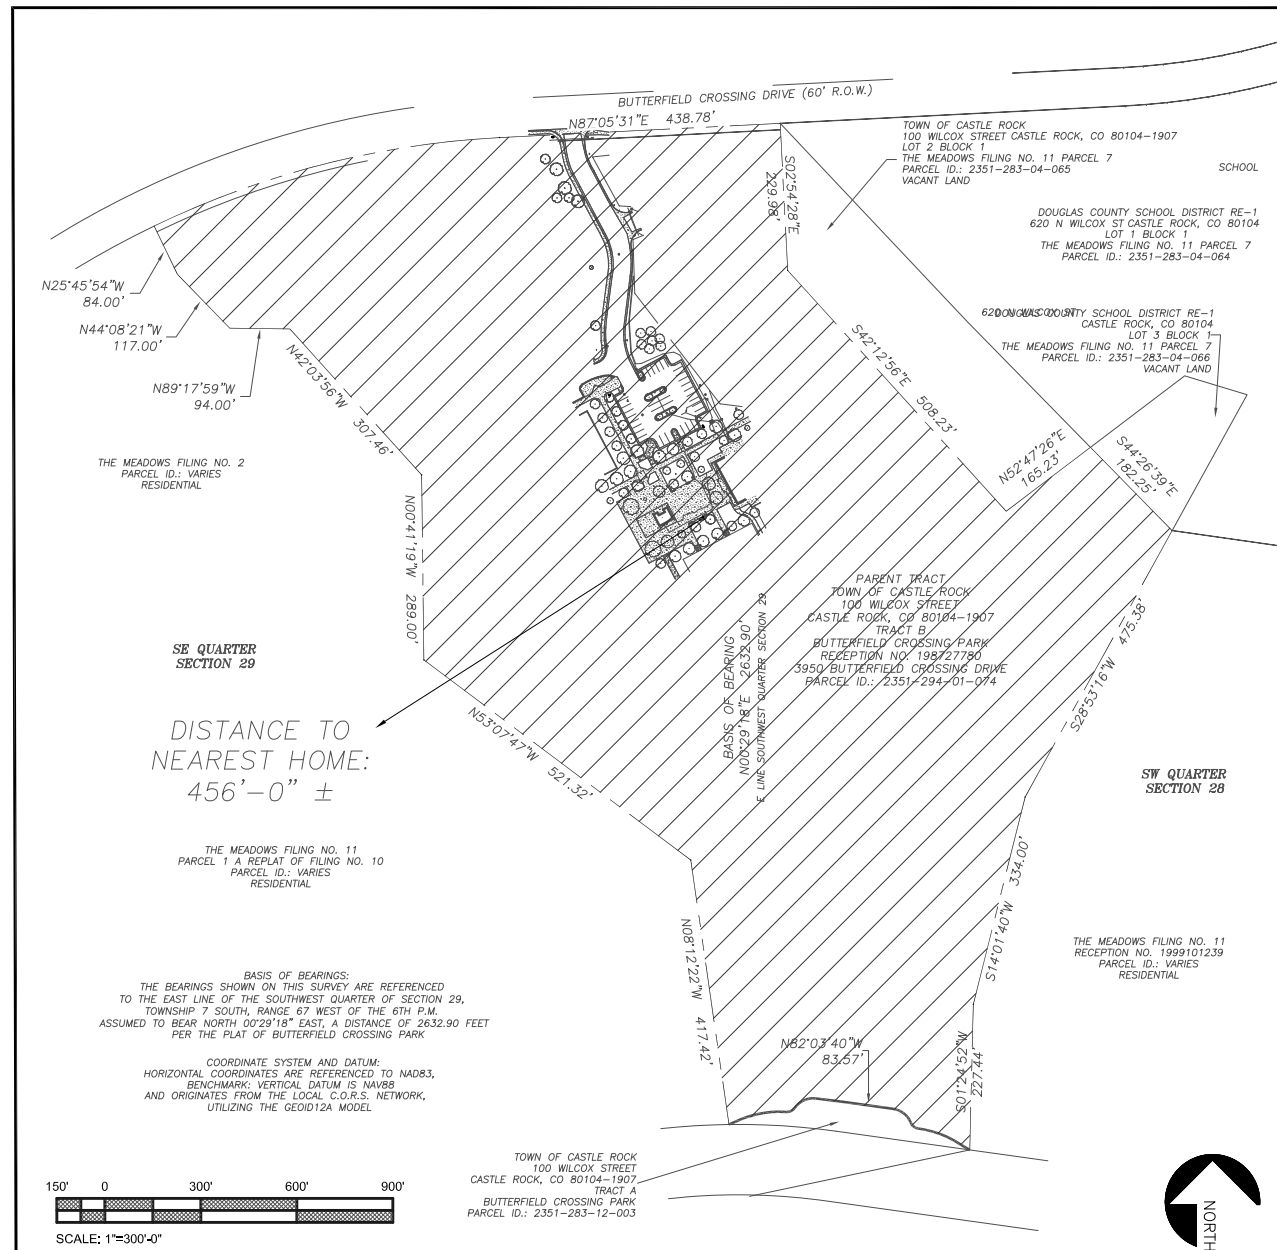 BUTTERFIELD CROSSING DRIVE (60' R.O.W.)
N87°05'31"E 438.78'
TOWN OF CASTLE ROCK
100 WILCOX STREET CASTLE ROCK, CO 80104-1907
LOT 2 BLOCK 1
THE MEADOWS FILING NO. 11 PARCEL 7
PARCEL ID.: 2351-283-04-065
VACANT LAND
SCHOOL
S02°54'28"E
229.98'
DOUGLAS COUNTY SCHOOL DISTRICT RE-1
620 N WILCOX ST CASTLE ROCK, CO 80104
LOT 1 BLOCK 1
THE MEADOWS FILING NO. 11 PARCEL 7
PARCEL ID.: 2351-283-04-064
N25°45'54"W
84.00'
N44°08'21"W
117.00'
N89°17'59"W
94.00'
N42°03'56"W 307.46'
620 N WILCOX ST
DOUGLAS COUNTY SCHOOL DISTRICT RE-1
CASTLE ROCK, CO 80104
LOT 3 BLOCK 1
THE MEADOWS FILING NO. 11 PARCEL 7
PARCEL ID.: 2351-283-04-066
VACANT LAND
S42°12'56"E 508.23'
N52°47'26"E
165.23'
S44°26'39"E
182.25'
THE MEADOWS FILING NO. 2
PARCEL ID.: VARIES
RESIDENTIAL
N00°41'19"W 289.00'
PARENT TRACT
TOWN OF CASTLE ROCK
100 WILCOX STREET
CASTLE ROCK, CO 80104-1907
TRACT B
BUTTERFIELD CROSSING PARK
RECEPTION NO. 198727780
3950 BUTTERFIELD CROSSING DRIVE
PARCEL ID.: 2351-294-01-074
BASIS OF BEARING
N00°29'18"E 2632.90'
E LINE SOUTHWEST QUARTER SECTION 29
S28°53'16"W 475.38'
SE QUARTER
SECTION 29
DISTANCE TO
NEAREST HOME:
456'-0" ±
N53°07'47"W 521.32'
SW QUARTER
SECTION 28
THE MEADOWS FILING NO. 11
PARCEL 1 A REPLAT OF FILING NO. 10
PARCEL ID.: VARIES
RESIDENTIAL
S14°01'40"W 334.00'
N08°12'22"W 417.42'
THE MEADOWS FILING NO. 11
RECEPTION NO. 1999101239
PARCEL ID.: VARIES
RESIDENTIAL
BASIS OF BEARINGS:
THE BEARINGS SHOWN ON THIS SURVEY ARE REFERENCED
TO THE EAST LINE OF THE SOUTHWEST QUARTER OF SECTION 29,
TOWNSHIP 7 SOUTH, RANGE 67 WEST OF THE 6TH P.M.
ASSUMED TO BEAR NORTH 00°29'18" EAST, A DISTANCE OF 2632.90 FEET
PER THE PLAT OF BUTTERFIELD CROSSING PARK
N82°03'40"W
83.57'
S01°24'52"W
227.44'
COORDINATE SYSTEM AND DATUM:
HORIZONTAL COORDINATES ARE REFERENCED TO NAD83,
BENCHMARK: VERTICAL DATUM IS NAV88
AND ORIGINATES FROM THE LOCAL C.O.R.S. NETWORK,
UTILIZING THE GEOID12A MODEL
TOWN OF CASTLE ROCK
100 WILCOX STREET
CASTLE ROCK, CO 80104-1907
TRACT A
BUTTERFIELD CROSSING PARK
PARCEL ID.: 2351-283-12-003
150' 0 300' 600' 900'
SCALE: 1"=300'-0"
NORTH